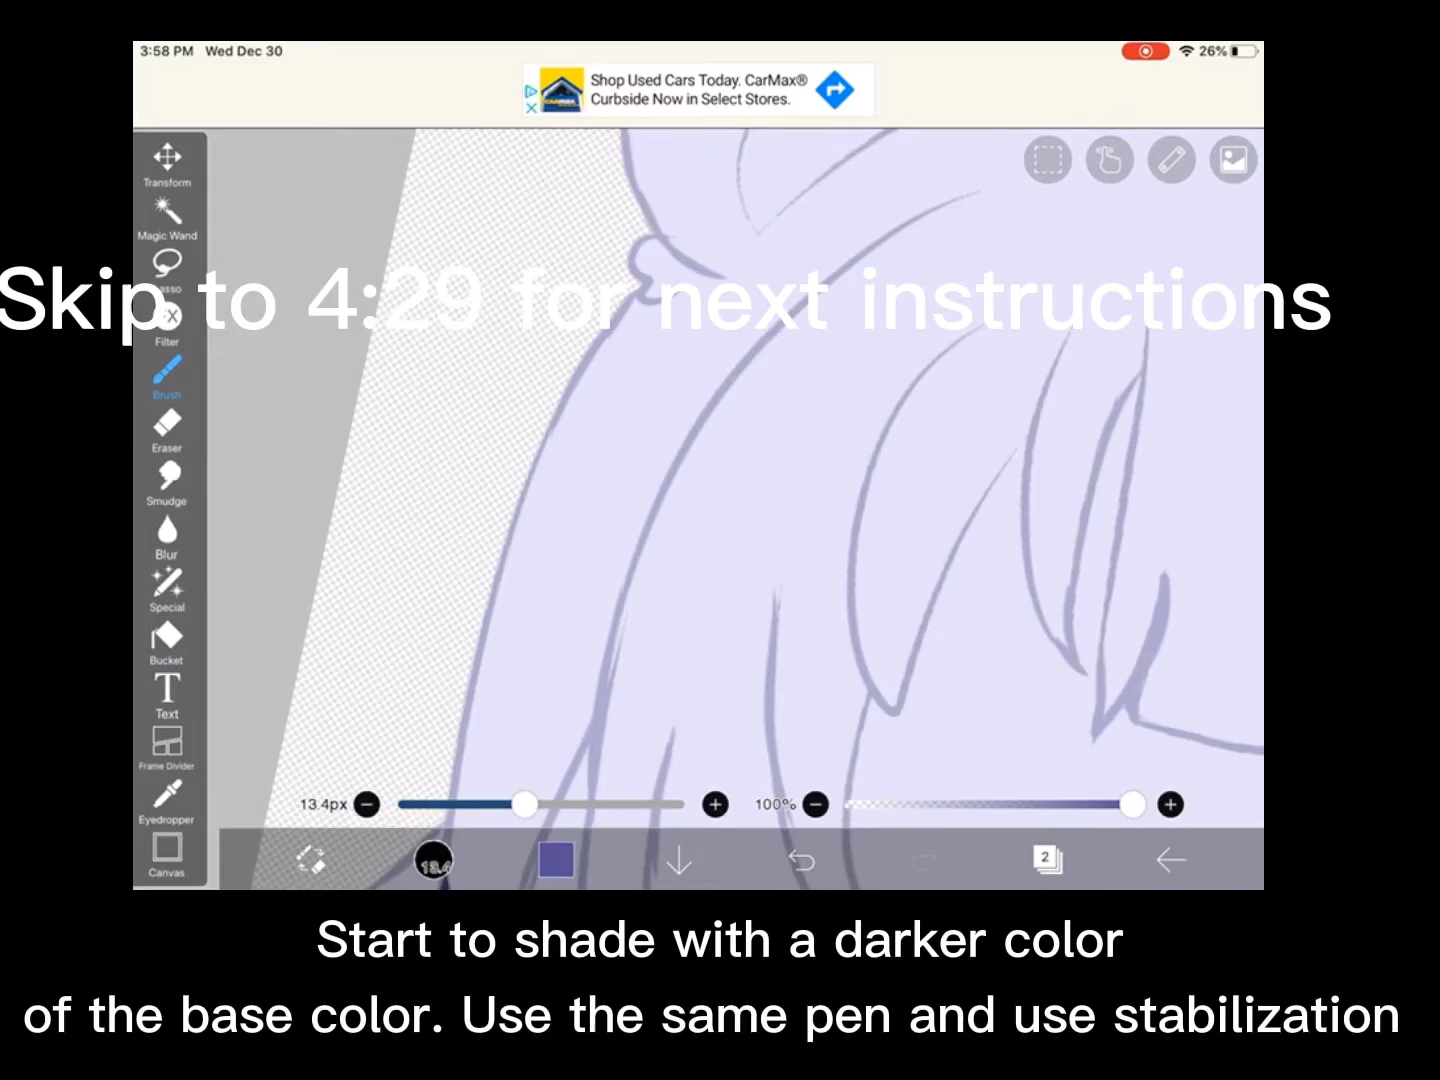 3:58 PM Wed Dec 30
26%
Shop Used Cars Today. CarMax®
Curbside Now in Select Stores.
CARMAX
Transform
Magic Wand
Skip to 4:29 for next instructions
Filter
Brush
Eraser
Smudge
Blur
Special
Bucket
Text
Frame Divider
Eyedropper
Canvas
13.4px
100%
13.4
2
Start to shade with a darker color
of the base color. Use the same pen and use stabilization